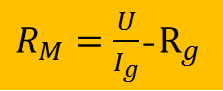 R_M = U/I_g - R_g